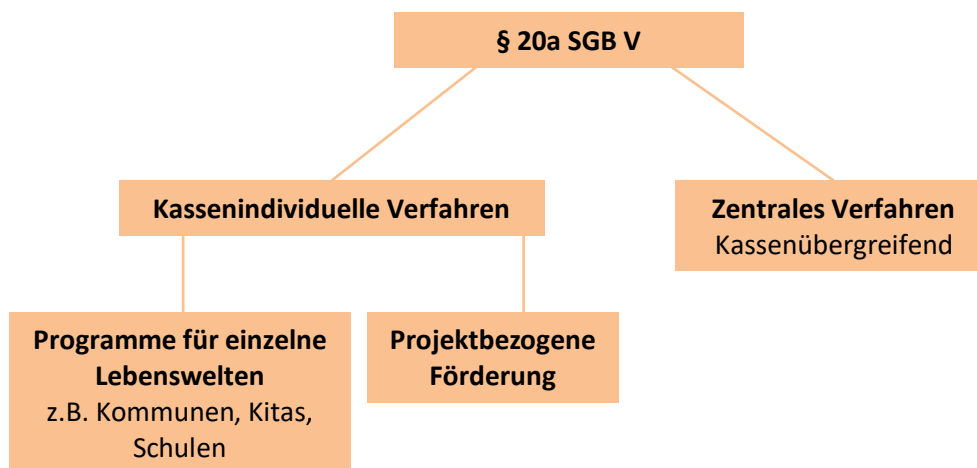 § 20a SGB V
Kassenindividuelle Verfahren
Zentrales Verfahren
Kassenübergreifend
Programme für einzelne
Lebenswelten
z.B. Kommunen, Kitas,
Schulen
Projektbezogene
Förderung